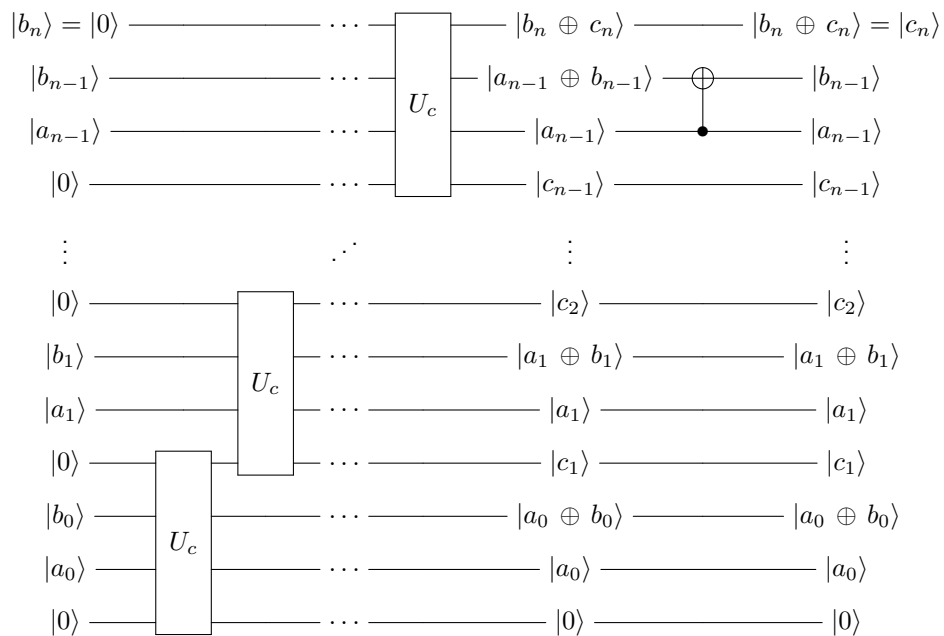 |b_n⟩ = |0⟩ ⋯ |b_n ⊕ c_n⟩ |b_n ⊕ c_n⟩ = |c_n⟩
|b_{n−1}⟩ ⋯ U_c |a_{n−1} ⊕ b_{n−1}⟩ |b_{n−1}⟩
|a_{n−1}⟩ ⋯ |a_{n−1}⟩ |a_{n−1}⟩
|0⟩ ⋯ |c_{n−1}⟩ |c_{n−1}⟩
⋮ ⋰ ⋮ ⋮
|0⟩ ⋯ |c_2⟩ |c_2⟩
|b_1⟩ U_c ⋯ |a_1 ⊕ b_1⟩ |a_1 ⊕ b_1⟩
|a_1⟩ ⋯ |a_1⟩ |a_1⟩
|0⟩ ⋯ |c_1⟩ |c_1⟩
|b_0⟩ U_c ⋯ |a_0 ⊕ b_0⟩ |a_0 ⊕ b_0⟩
|a_0⟩ ⋯ |a_0⟩ |a_0⟩
|0⟩ ⋯ |0⟩ |0⟩